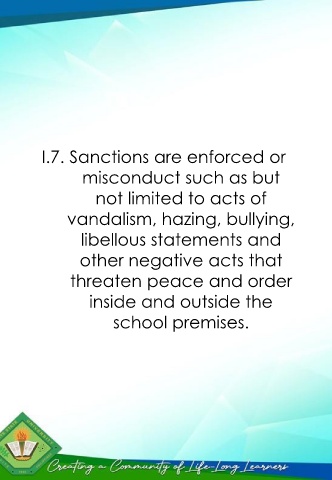 I.7. Sanctions are enforced or
misconduct such as but
not limited to acts of
vandalism, hazing, bullying,
libellous statements and
other negative acts that
threaten peace and order
inside and outside the
school premises.
Creating a Community of Life-Long Learners